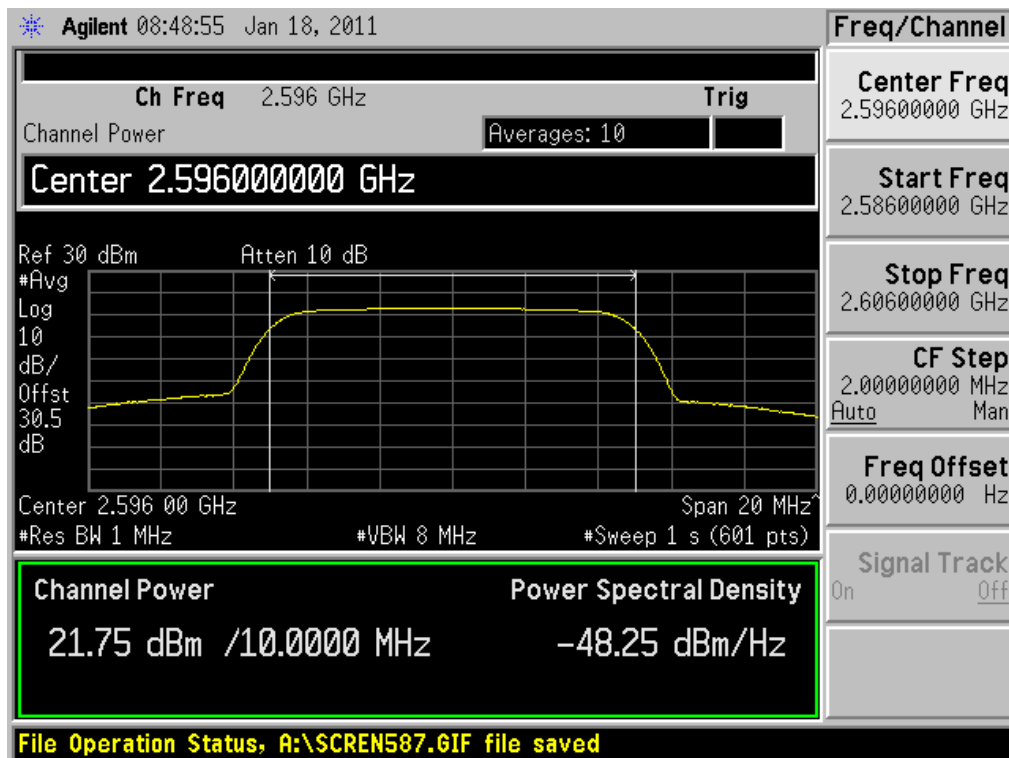 Agilent 08:48:55 Jan 18, 2011
Ch Freq 2.596 GHz Trig
Channel Power Averages: 10
Center 2.596000000 GHz
Ref 30 dBm Atten 10 dB
#Avg
Log
10
dB/
Offst
30.5
dB
Center 2.596 00 GHz Span 20 MHz^
#Res BW 1 MHz #VBW 8 MHz #Sweep 1 s (601 pts)
Channel Power Power Spectral Density
21.75 dBm /10.0000 MHz -48.25 dBm/Hz
File Operation Status, A:\SCREN587.GIF file saved
Freq/Channel
Center Freq
2.59600000 GHz
Start Freq
2.58600000 GHz
Stop Freq
2.60600000 GHz
CF Step
2.00000000 MHz
Auto Man
Freq Offset
0.00000000 Hz
Signal Track
On Off